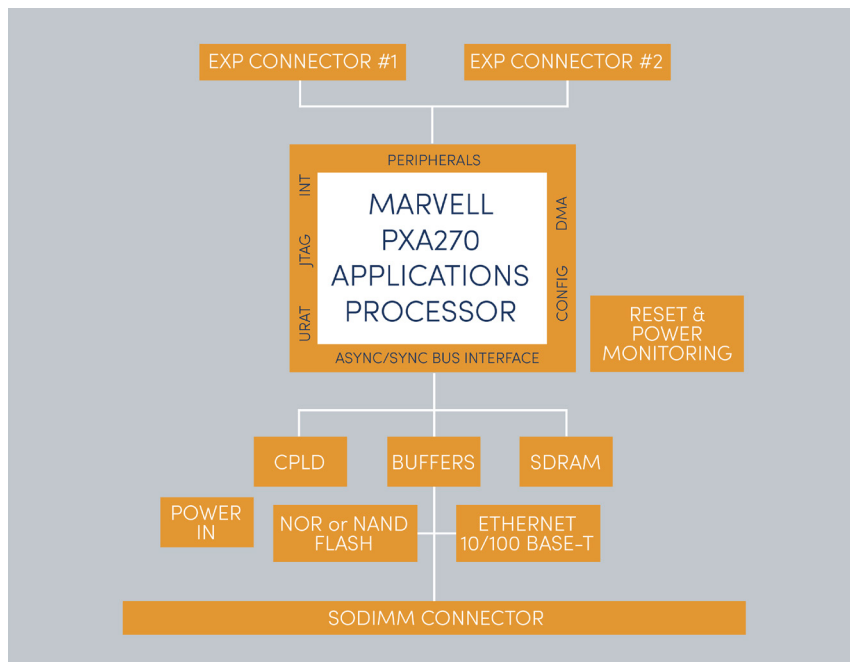 EXP CONNECTOR #1
EXP CONNECTOR #2
PERIPHERALS
INT
JTAG
URAT
MARVELL
PXA270
APPLICATIONS
PROCESSOR
DMA
CONFIG
ASYNC/SYNC BUS INTERFACE
RESET &
POWER
MONITORING
CPLD
BUFFERS
SDRAM
POWER
IN
NOR or NAND
FLASH
ETHERNET
10/100 BASE-T
SODIMM CONNECTOR